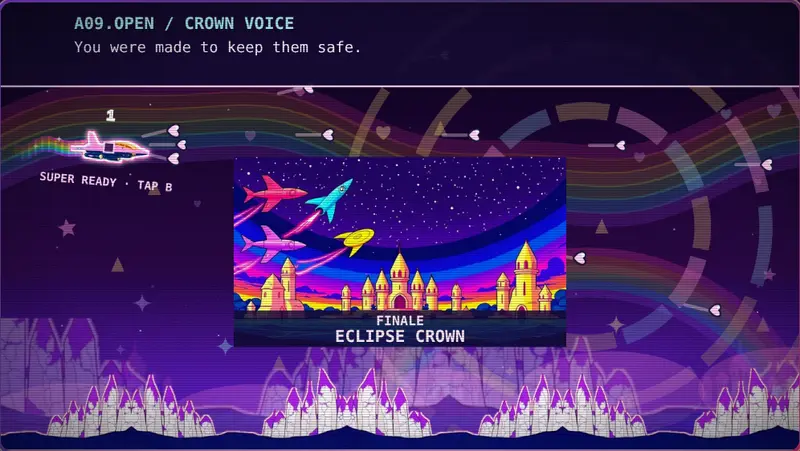 A09.OPEN / CROWN VOICE
You were made to keep them safe.
1
SUPER READY · TAP B
FINALE
ECLIPSE CROWN